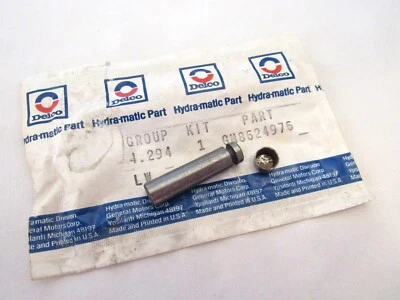 Delco Delco Delco Delco
Hydra-matic Part Hydra-matic Part Hydra-matic Part Hydra-matic Part
GROUP KIT PART
4.294 1 GM8624976
LW
Hydra-matic Division
General Motors Corp.
Ypsilanti Michigan 48197
Made and Printed in U.S.A.
Hydra-matic Division
General Motors Corp.
Ypsilanti Michigan 48197
Made and Printed in U.S.A.
Hydra-matic Division
General Motors Corp.
Ypsilanti Michigan 48197
Made and Printed in U.S.A.